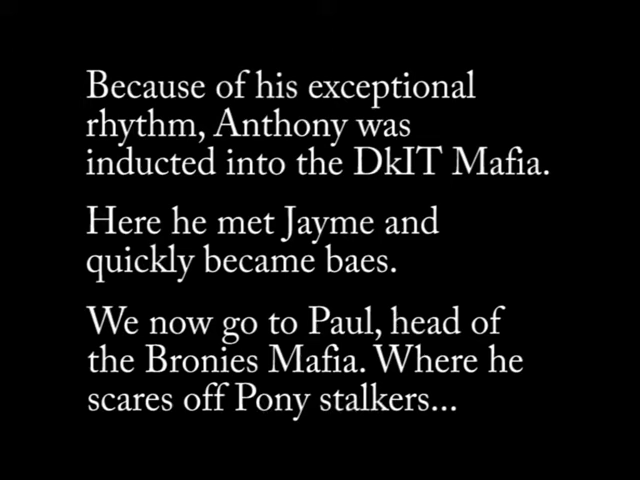 Because of his exceptional
rhythm, Anthony was
inducted into the DkIT Mafia.
Here he met Jayme and
quickly became baes.
We now go to Paul, head of
the Bronies Mafia. Where he
scares off Pony stalkers...